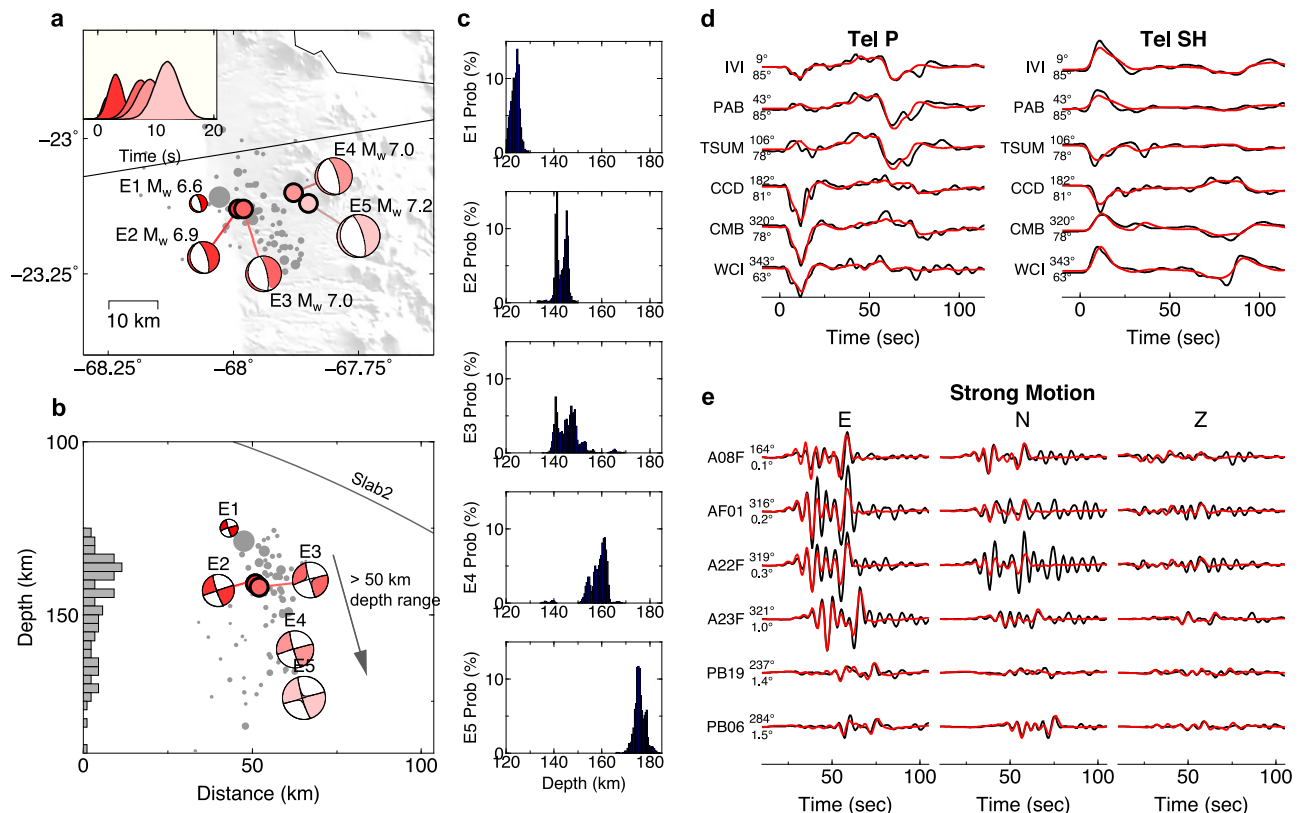 a
0 10 20
Time (s)
−23°
−23.25°
E4 Mw 7.0
E1 Mw 6.6
E5 Mw 7.2
E2 Mw 6.9
E3 Mw 7.0
10 km
−68.25 −68° −67.75°
b
100
150
Depth (km)
Slab2
E1
E2
E3
> 50 km
depth range
E4
E5
0 50 100
Distance (km)
c
E1 Prob (%)
10
0
120 140 160 180
E2 Prob (%)
10
0
120 140 160 180
E3 Prob (%)
10
0
120 140 160 180
E4 Prob (%)
10
0
120 140 160 180
E5 Prob (%)
10
0
120 140 160 180
Depth (km)
d
Tel P
IVI 9° 85°
PAB 43° 85°
TSUM 106° 78°
CCD 182° 81°
CMB 320° 78°
WCI 343° 63°
0 50 100
Time (sec)
Tel SH
IVI 9° 85°
PAB 43° 85°
TSUM 106° 78°
CCD 182° 81°
CMB 320° 78°
WCI 343° 63°
0 50 100
Time (sec)
e
Strong Motion
E N Z
A08F 164° 0.1°
AF01 316° 0.2°
A22F 319° 0.3°
A23F 321° 1.0°
PB19 237° 1.4°
PB06 284° 1.5°
50 100 50 100 50 100
Time (sec) Time (sec) Time (sec)